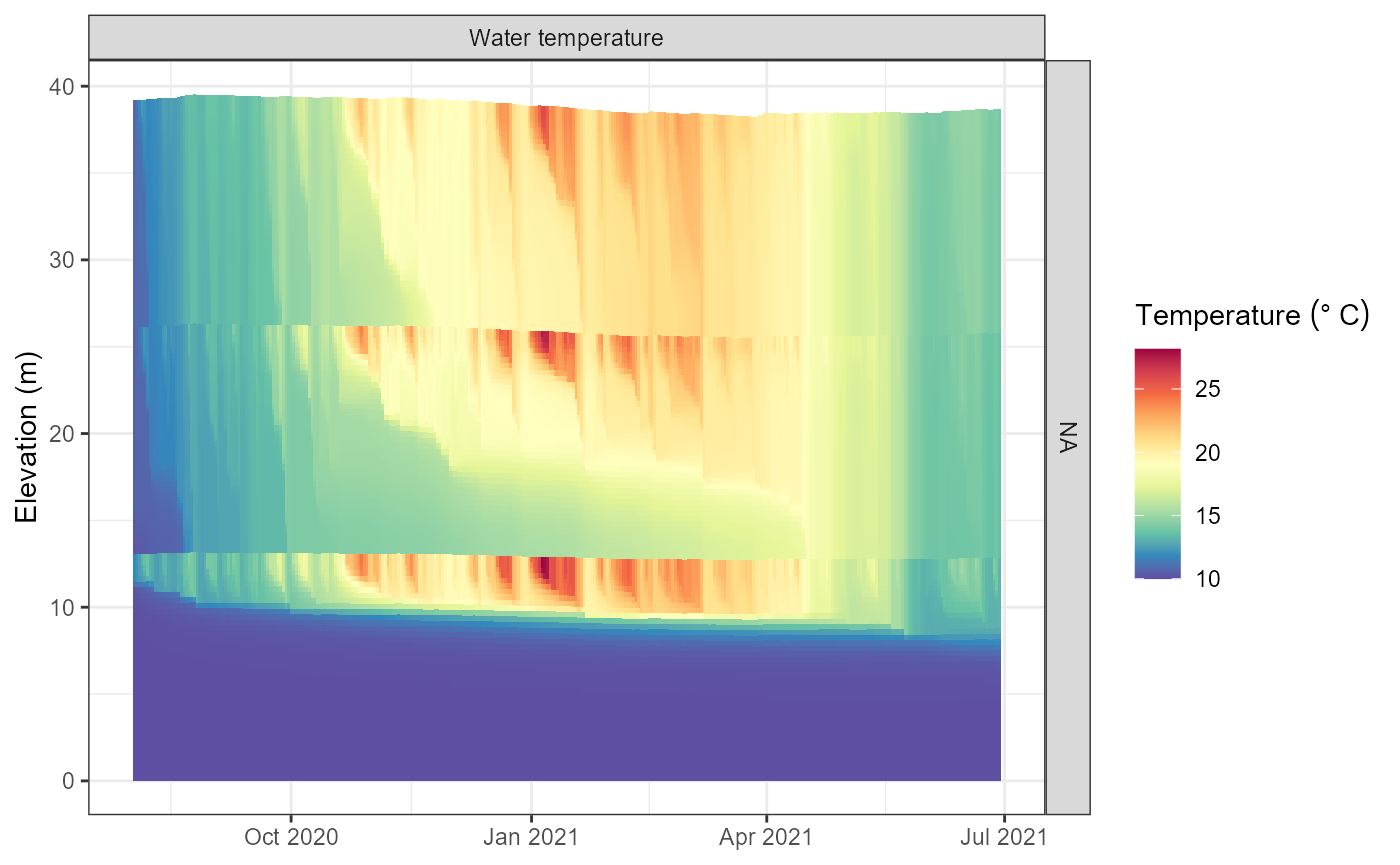 Water temperature
40
30
20
10
0
Elevation (m)
Oct 2020
Jan 2021
Apr 2021
Jul 2021
NA
Temperature (° C)
25
20
15
10